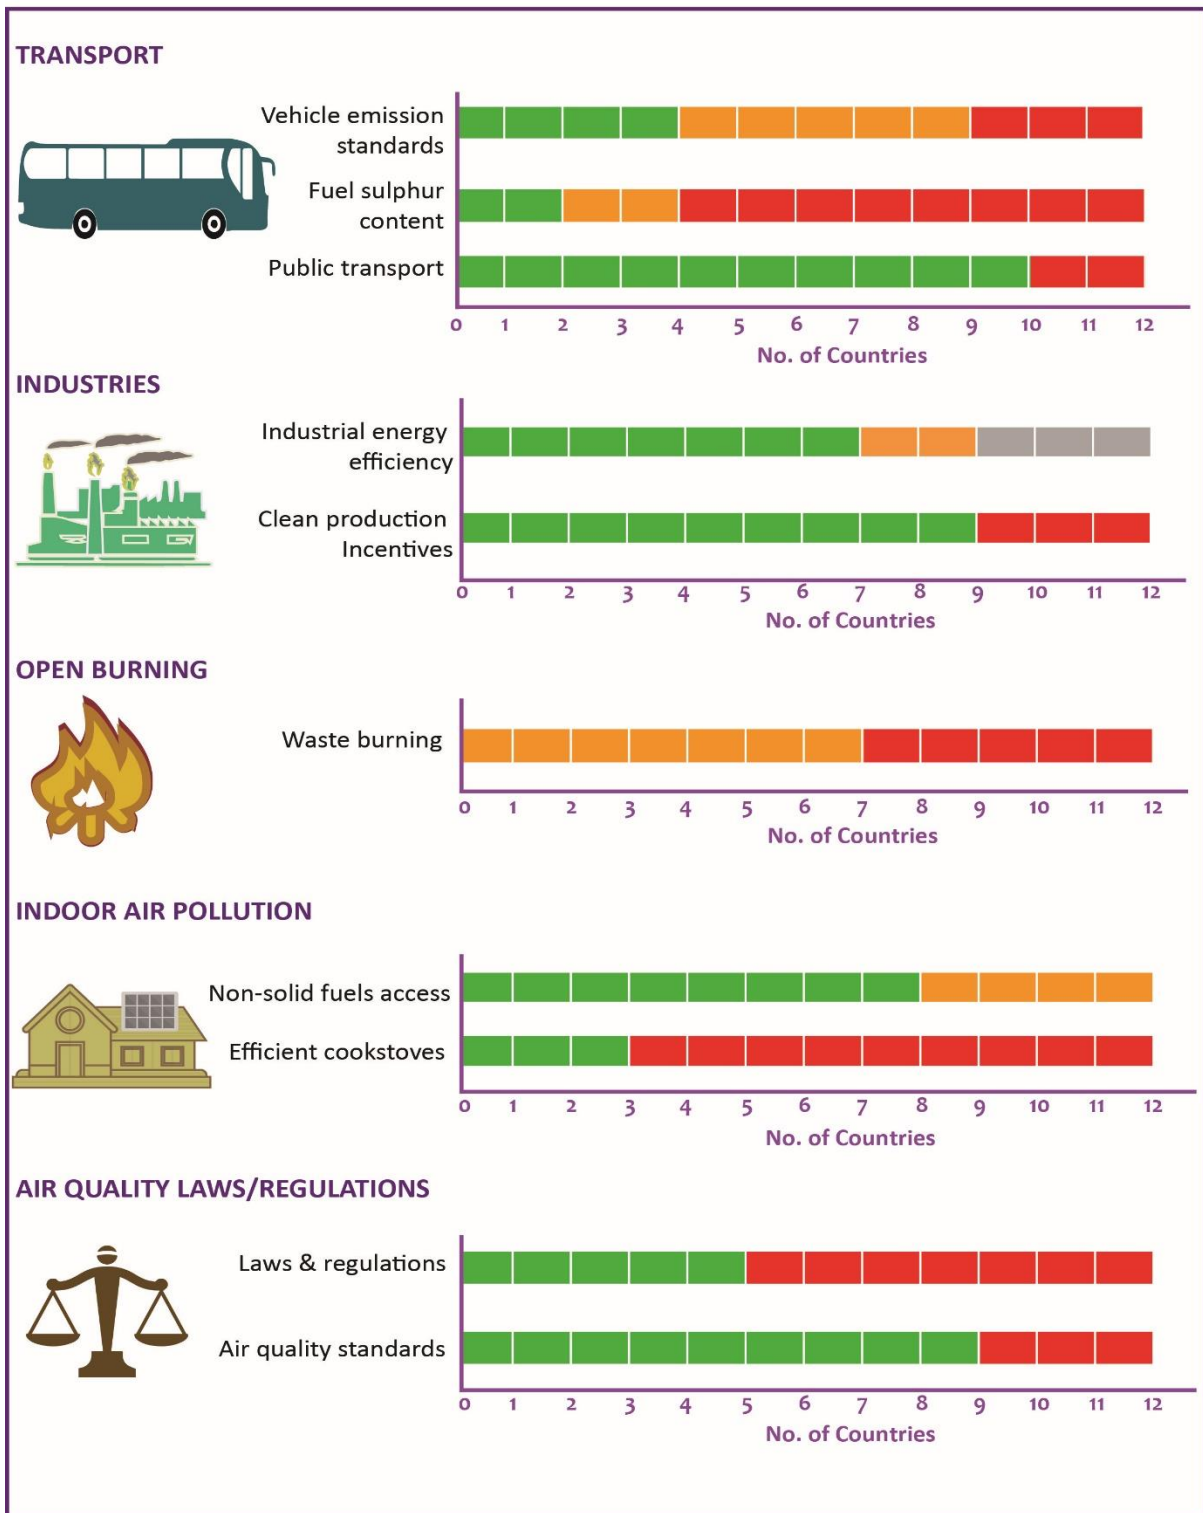 TRANSPORT
Vehicle emission
standards
Fuel sulphur
content
Public transport
0 1 2 3 4 5 6 7 8 9 10 11 12
No. of Countries
INDUSTRIES
Industrial energy
efficiency
Clean production
Incentives
0 1 2 3 4 5 6 7 8 9 10 11 12
No. of Countries
OPEN BURNING
Waste burning
0 1 2 3 4 5 6 7 8 9 10 11 12
No. of Countries
INDOOR AIR POLLUTION
Non-solid fuels access
Efficient cookstoves
0 1 2 3 4 5 6 7 8 9 10 11 12
No. of Countries
AIR QUALITY LAWS/REGULATIONS
Laws & regulations
Air quality standards
0 1 2 3 4 5 6 7 8 9 10 11 12
No. of Countries